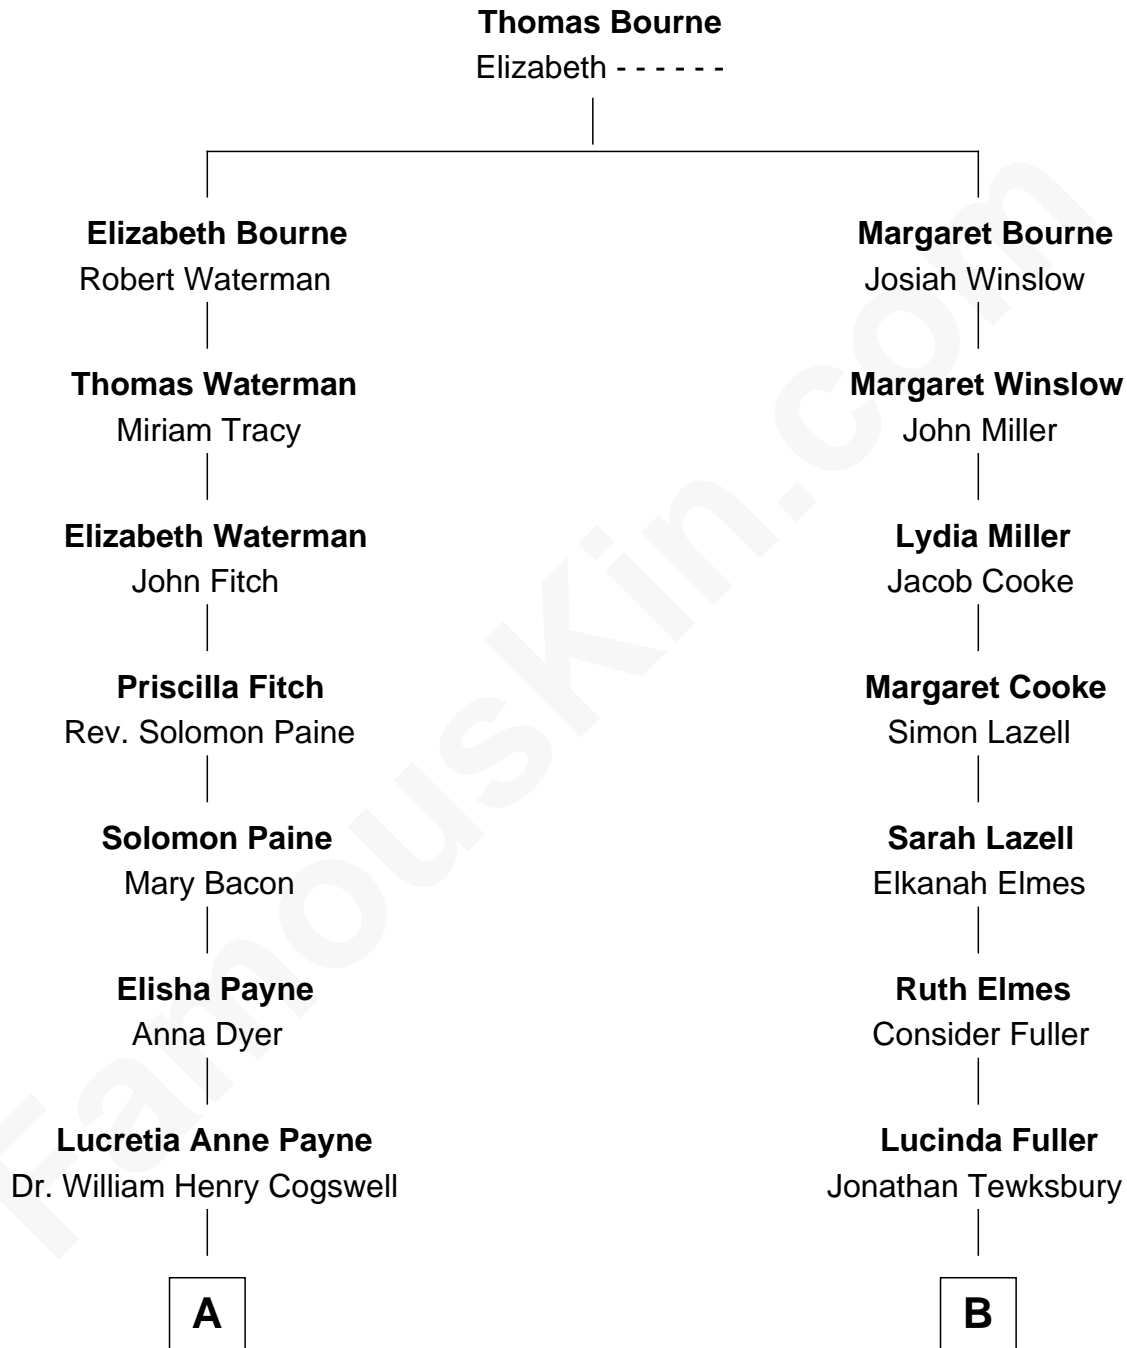 Thomas Bourne
Elizabeth - - - - - -
Elizabeth Bourne
Robert Waterman
Margaret Bourne
Josiah Winslow
Thomas Waterman
Miriam Tracy
Margaret Winslow
John Miller
Elizabeth Waterman
John Fitch
Lydia Miller
Jacob Cooke
Priscilla Fitch
Rev. Solomon Paine
Margaret Cooke
Simon Lazell
Solomon Paine
Mary Bacon
Sarah Lazell
Elkanah Elmes
Elisha Payne
Anna Dyer
Ruth Elmes
Consider Fuller
Lucretia Anne Payne
Dr. William Henry Cogswell
Lucinda Fuller
Jonathan Tewksbury
A
B
FamousKin.com